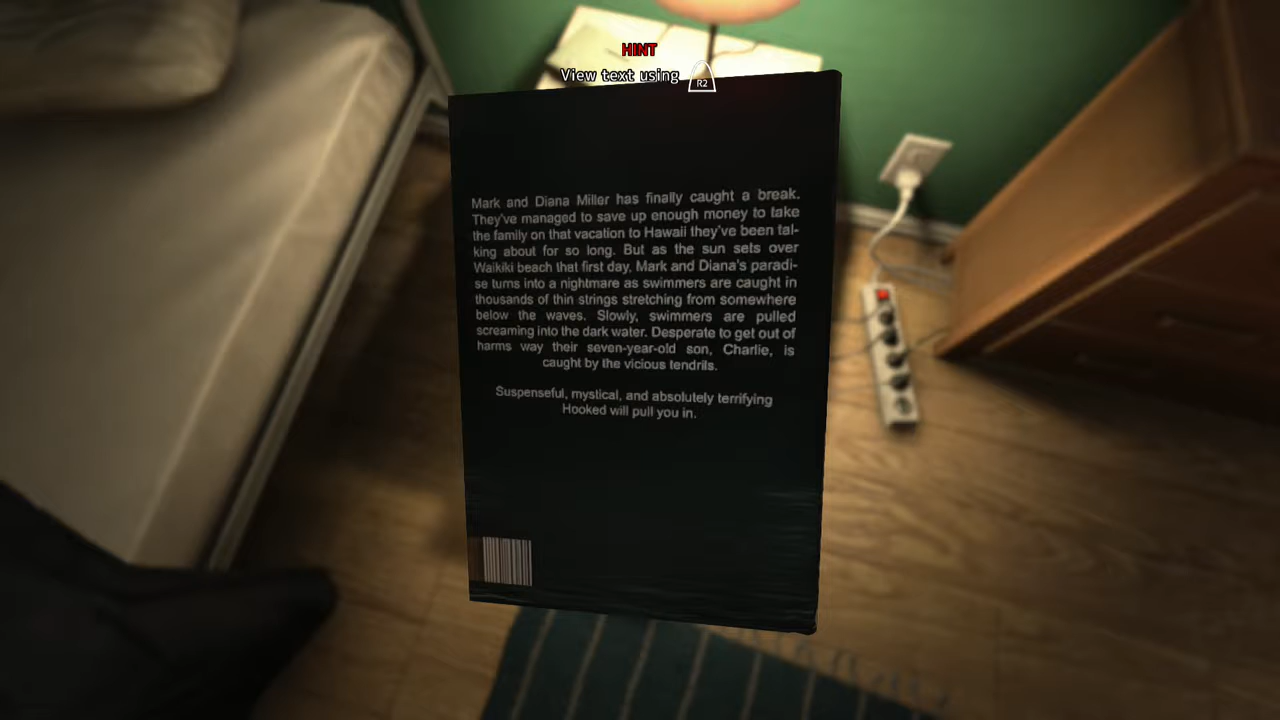 HINT
View text using R2
Mark and Diana Miller has finally caught a break.
They've managed to save up enough money to take
the family on that vacation to Hawaii they've been tal-
king about for so long. But as the sun sets over
Waikiki beach that first day, Mark and Diana's paradi-
se turns into a nightmare as swimmers are caught in
thousands of thin strings stretching from somewhere
below the waves. Slowly, swimmers are pulled
screaming into the dark water. Desperate to get out of
harms way their seven-year-old son, Charlie, is
caught by the vicious tendrils.
Suspenseful, mystical, and absolutely terrifying
Hooked will pull you in.